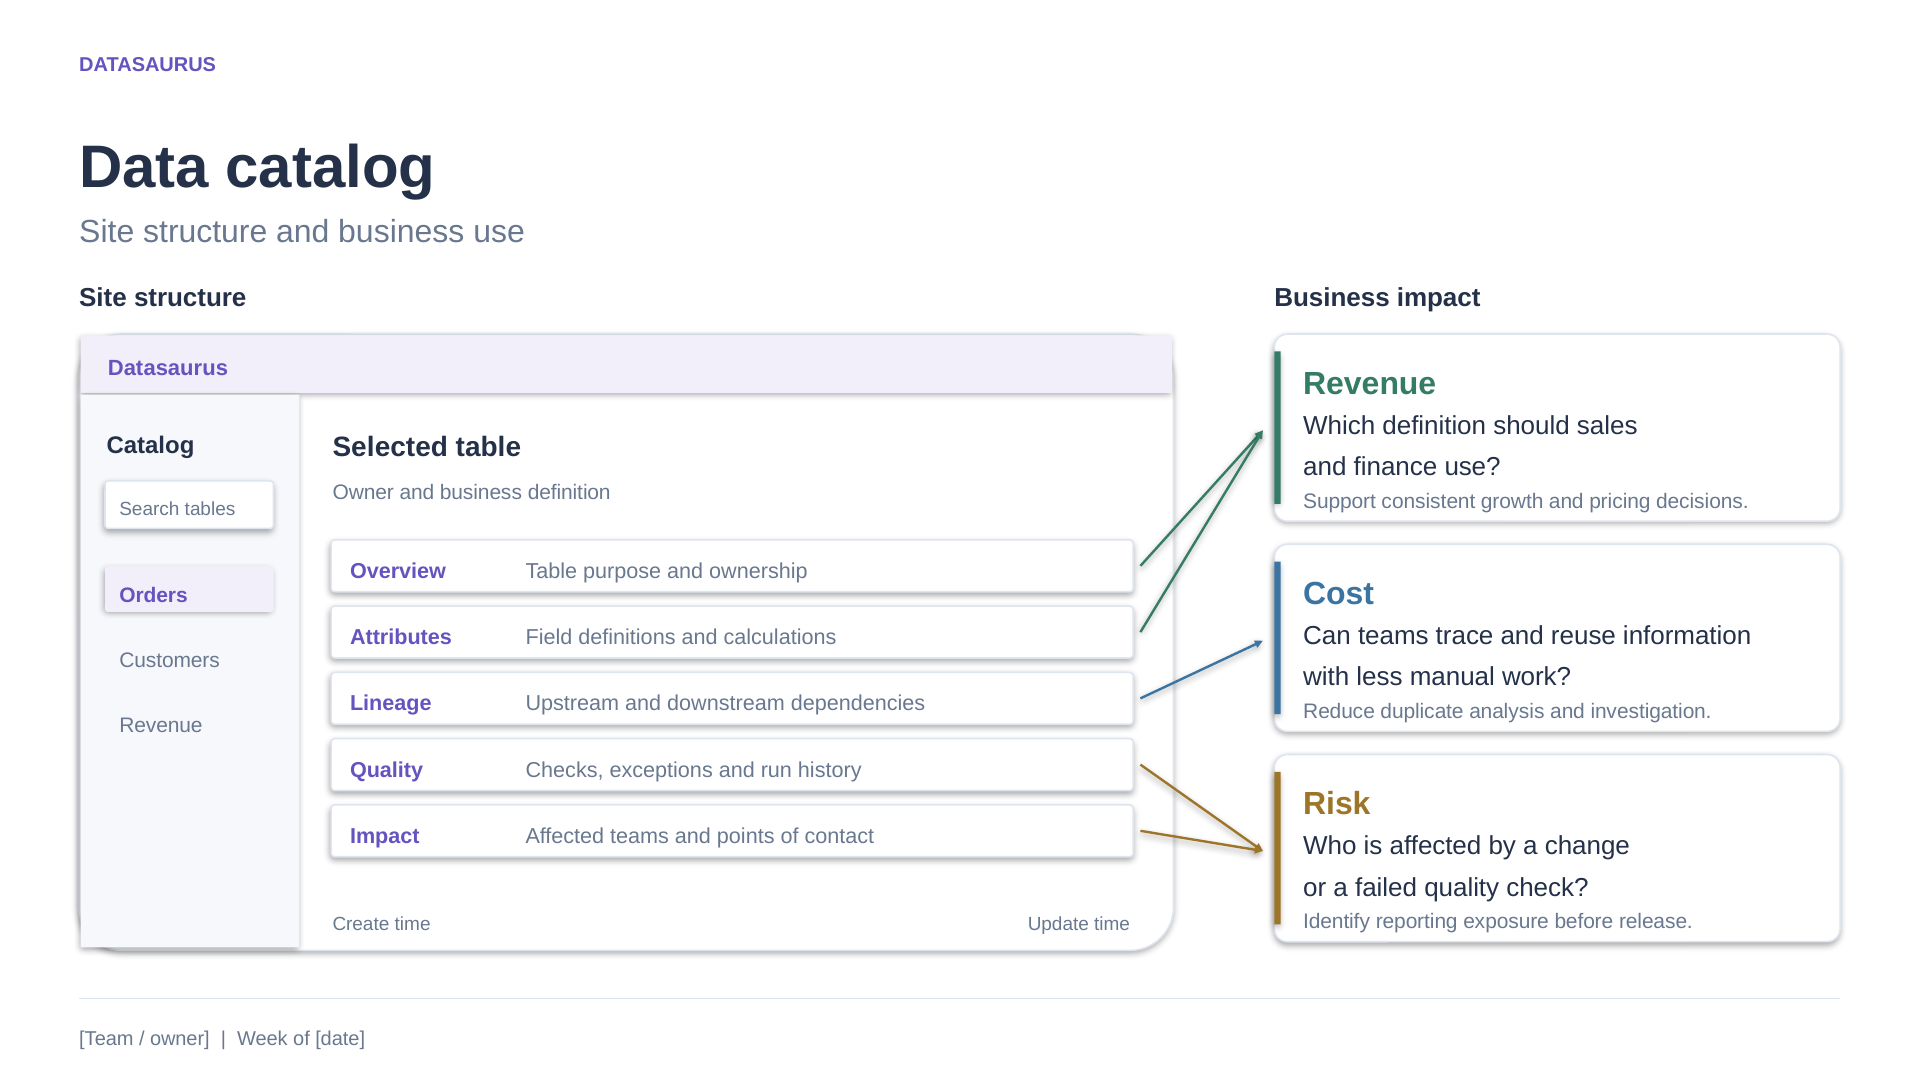 DATASAURUS
Data catalog
Site structure and business use
Site structure
Datasaurus
Catalog
Search tables
Orders
Customers
Revenue
Selected table
Owner and business definition
Overview Table purpose and ownership
Attributes Field definitions and calculations
Lineage Upstream and downstream dependencies
Quality Checks, exceptions and run history
Impact Affected teams and points of contact
Create time Update time
Business impact
Revenue
Which definition should sales
and finance use?
Support consistent growth and pricing decisions.
Cost
Can teams trace and reuse information
with less manual work?
Reduce duplicate analysis and investigation.
Risk
Who is affected by a change
or a failed quality check?
Identify reporting exposure before release.
[Team / owner] | Week of [date]